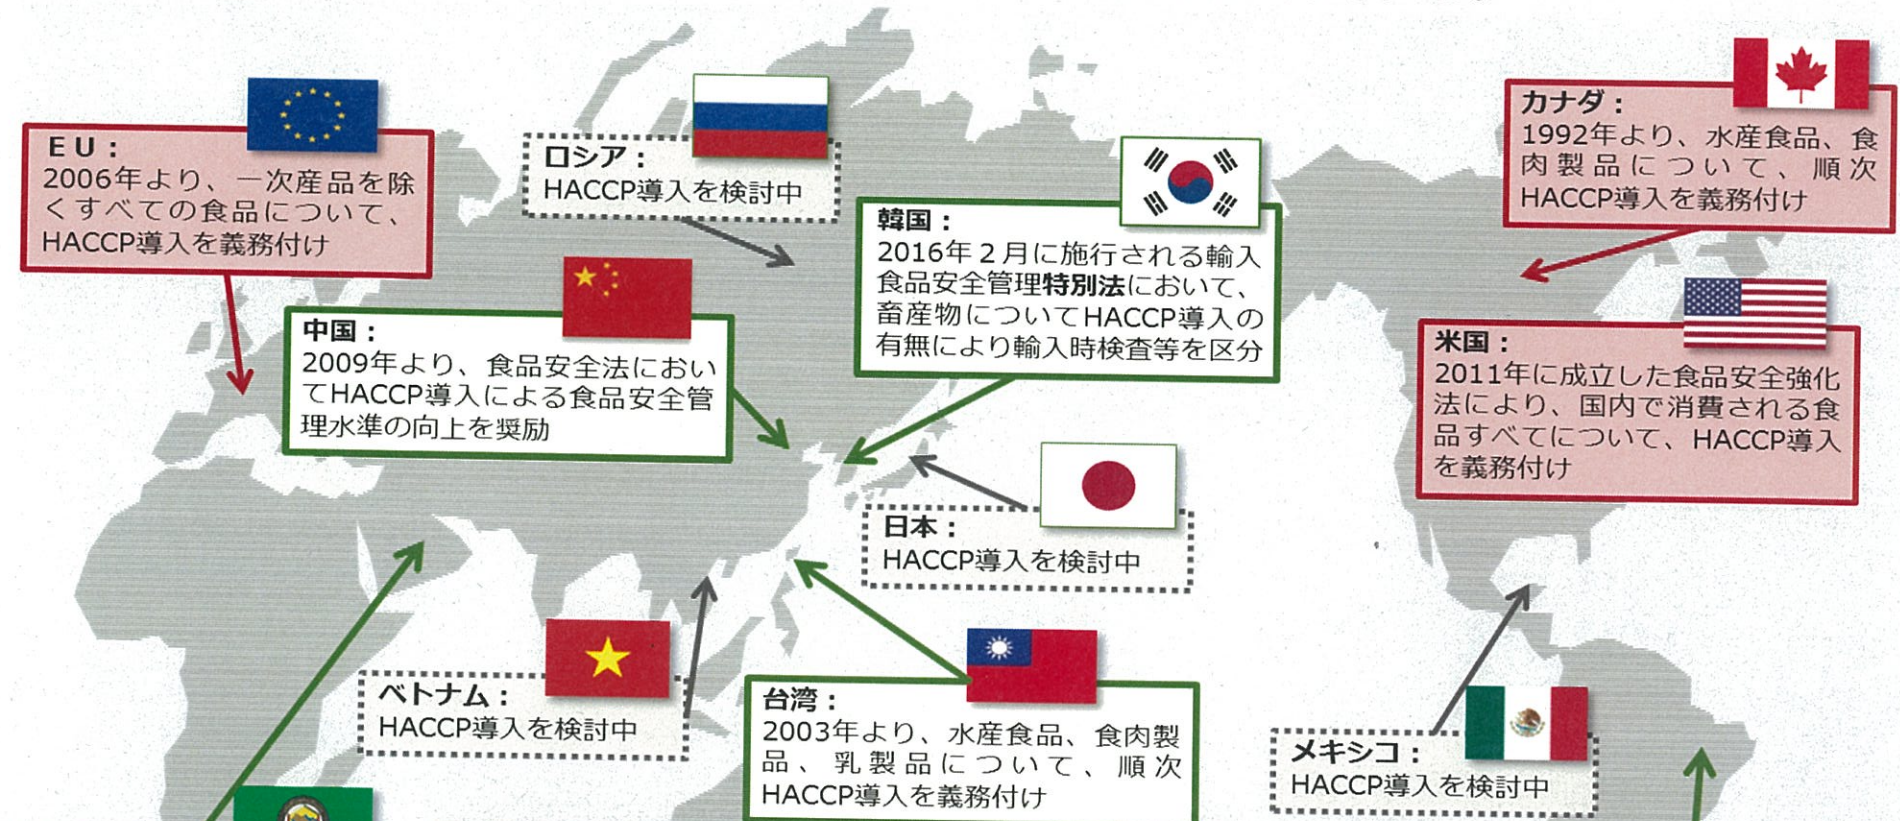 EU：
2006年より、一次産品を除
くすべての食品について、
HACCP導入を義務付け
ロシア：
HACCP導入を検討中
韓国：
2016年２月に施行される輸入
食品安全管理特別法において、
畜産物についてHACCP導入の
有無により輸入時検査等を区分
カナダ：
1992年より、水産食品、食
肉製品について、順次
HACCP導入を義務付け
中国：
2009年より、食品安全法におい
てHACCP導入による食品安全管
理水準の向上を奨励
米国：
2011年に成立した食品安全強化
法により、国内で消費される食
品すべてについて、HACCP導入
を義務付け
日本：
HACCP導入を検討中
ベトナム：
HACCP導入を検討中
台湾：
2003年より、水産食品、食肉製
品、乳製品について、順次
HACCP導入を義務付け
メキシコ：
HACCP導入を検討中